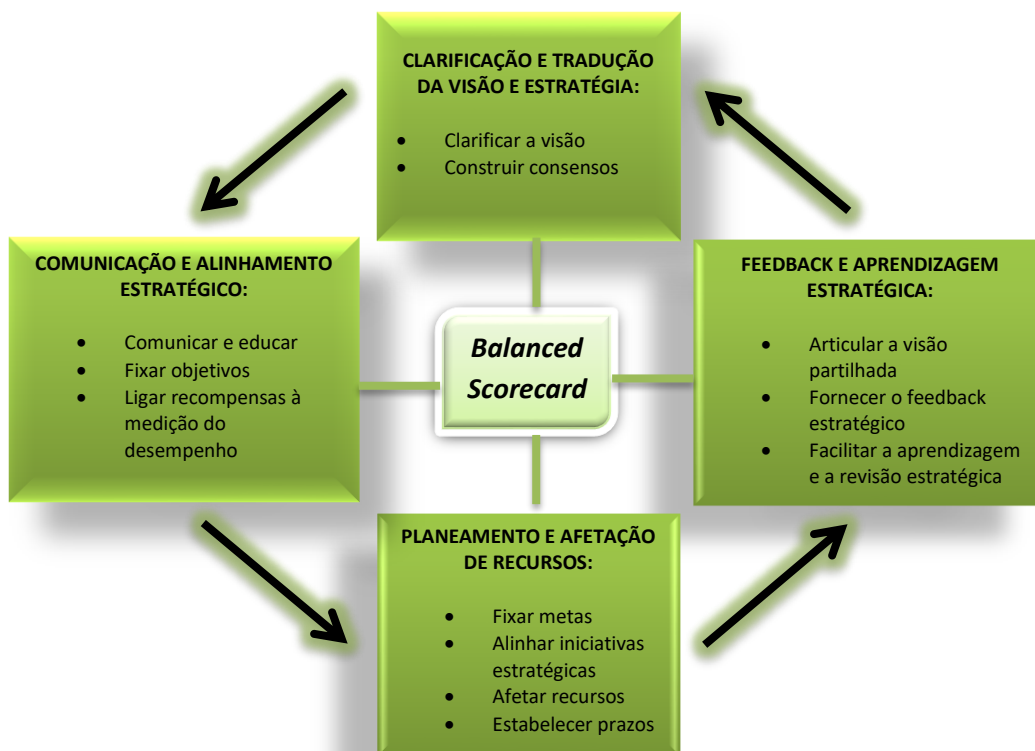 CLARIFICAÇÃO E TRADUÇÃO
DA VISÃO E ESTRATÉGIA:
• Clarificar a visão
• Construir consensos
COMUNICAÇÃO E ALINHAMENTO
ESTRATÉGICO:
• Comunicar e educar
• Fixar objetivos
• Ligar recompensas à
medição do
desempenho
Balanced
Scorecard
FEEDBACK E APRENDIZAGEM
ESTRATÉGICA:
• Articular a visão
partilhada
• Fornecer o feedback
estratégico
• Facilitar a aprendizagem
e a revisão estratégica
PLANEAMENTO E AFETAÇÃO
DE RECURSOS:
• Fixar metas
• Alinhar iniciativas
estratégicas
• Afetar recursos
• Estabelecer prazos